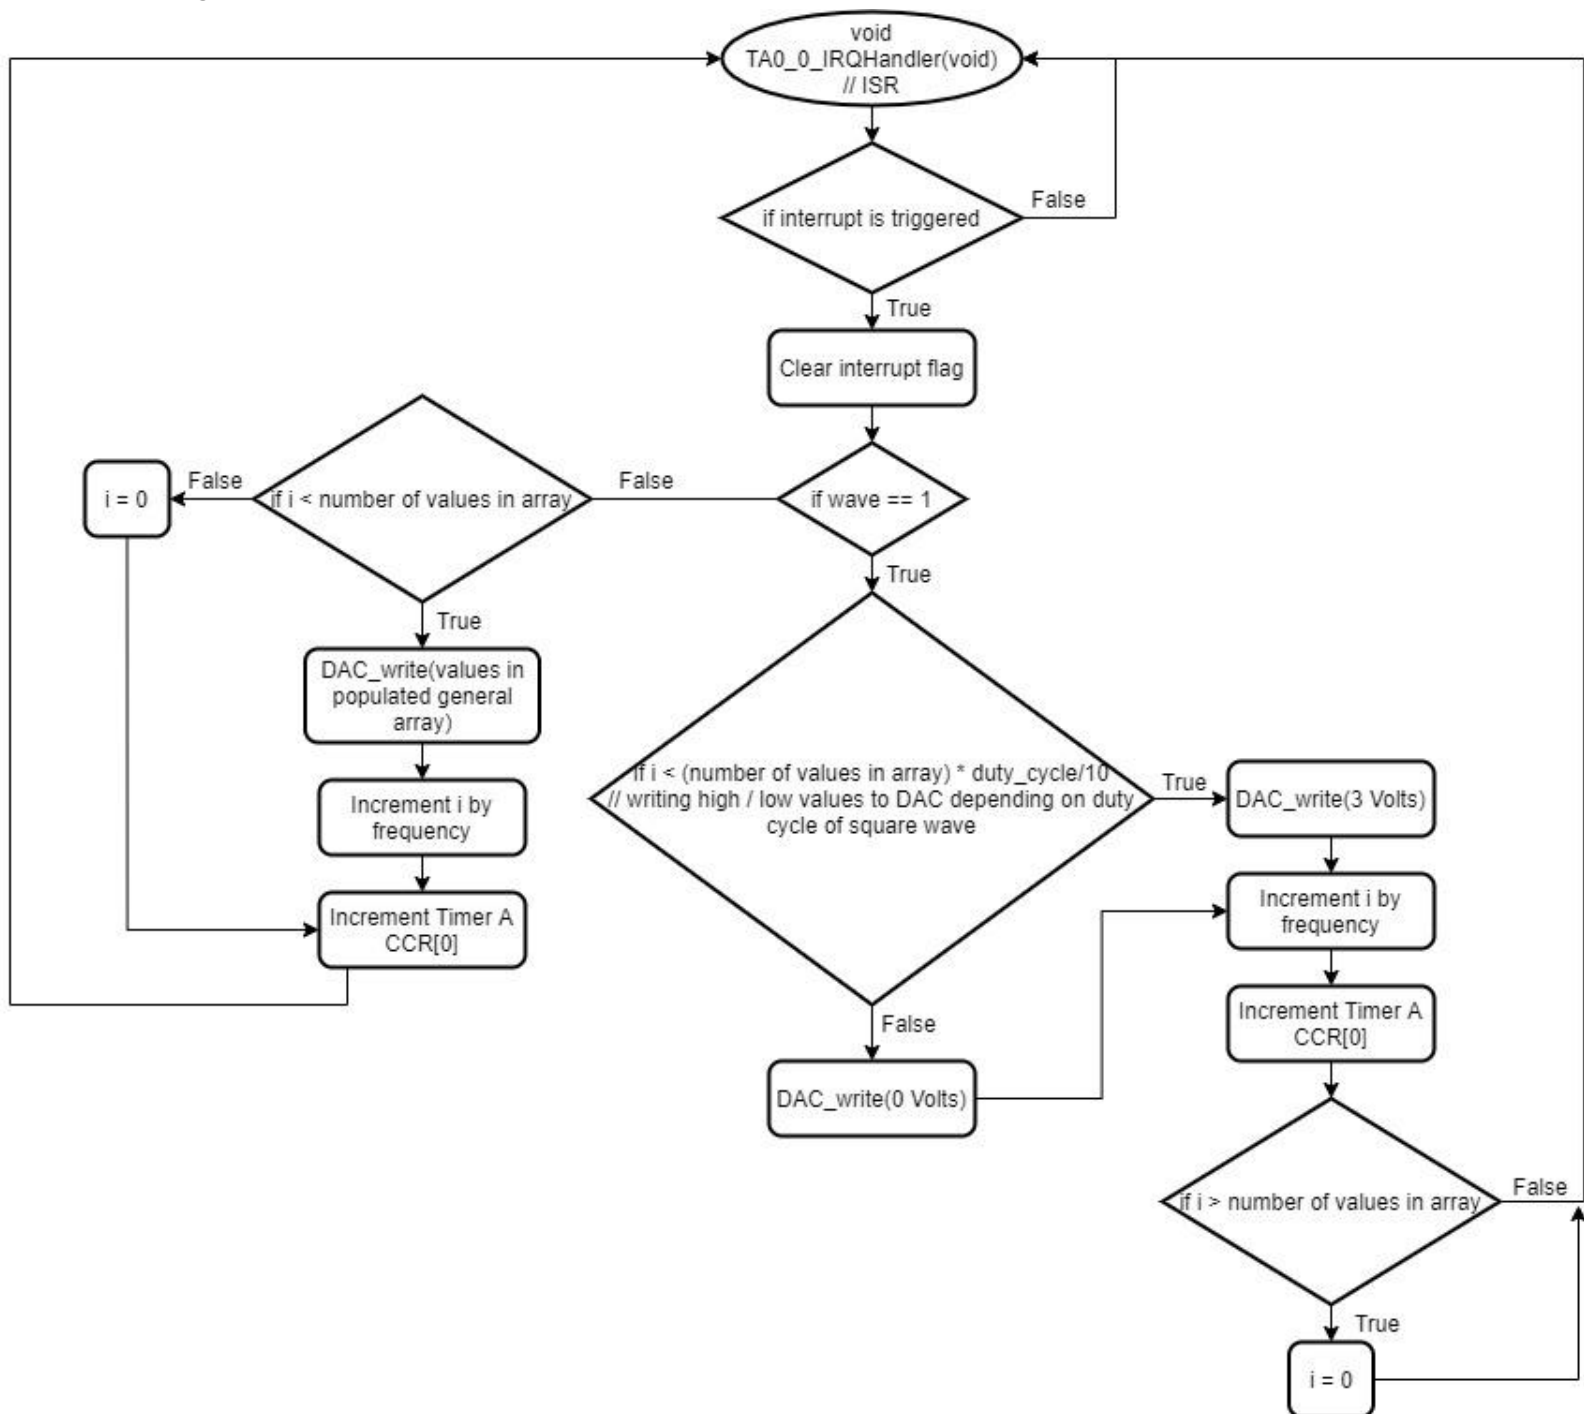 void
TA0_0_IRQHandler(void)
// ISR
if interrupt is triggered
False
True
Clear interrupt flag
if wave == 1
False
if i < number of values in array
False
i = 0
True
DAC_write(values in
populated general
array)
Increment i by
frequency
Increment Timer A
CCR[0]
True
if i < (number of values in array) * duty_cycle/10
// writing high / low values to DAC depending on duty
cycle of square wave
True
DAC_write(3 Volts)
Increment i by
frequency
Increment Timer A
CCR[0]
False
DAC_write(0 Volts)
if i > number of values in array
False
True
i = 0